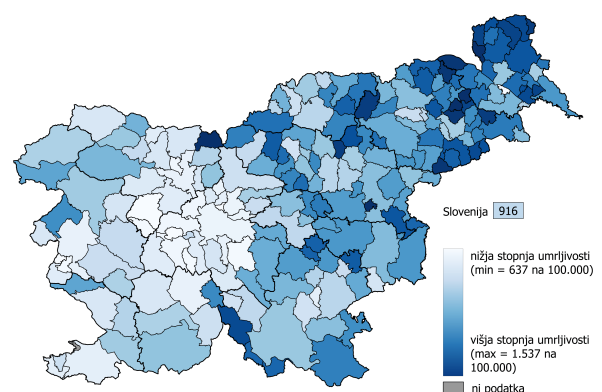 Slovenija 916
nižja stopnja umrljivosti
(min = 637 na 100.000)
višja stopnja umrljivosti
(max = 1.537 na
100.000)
ni podatka